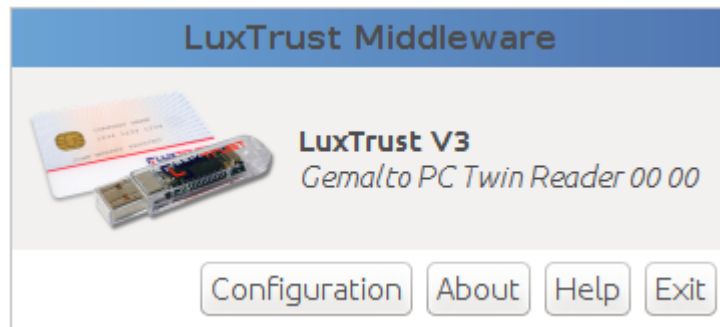 LuxTrust Middleware
LuxTrust V3
Gemalto PC Twin Reader 00 00
Configuration About Help Exit